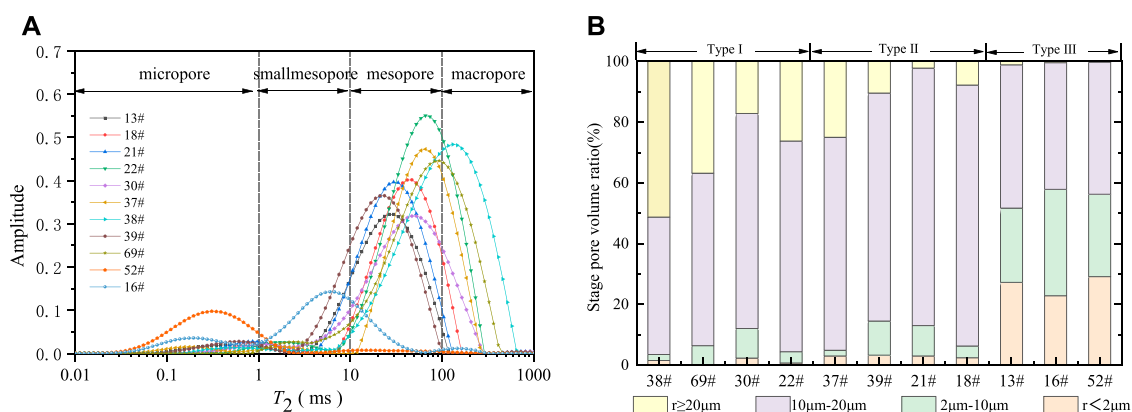 A
0.7
0.6
0.5
0.4
0.3
0.2
0.1
0.0
Amplitude
micropore
smallmesopore
mesopore
macropore
13#
18#
21#
22#
30#
37#
38#
39#
69#
52#
16#
0.01
0.1
1
10
100
1000
T2 ( ms )
B
Type I
Type II
Type III
100
80
60
40
20
0
Stage pore volume ratio(%)
38# 69# 30# 22# 37# 39# 21# 18# 13# 16# 52#
r≥20μm
10μm-20μm
2μm-10μm
r<2μm